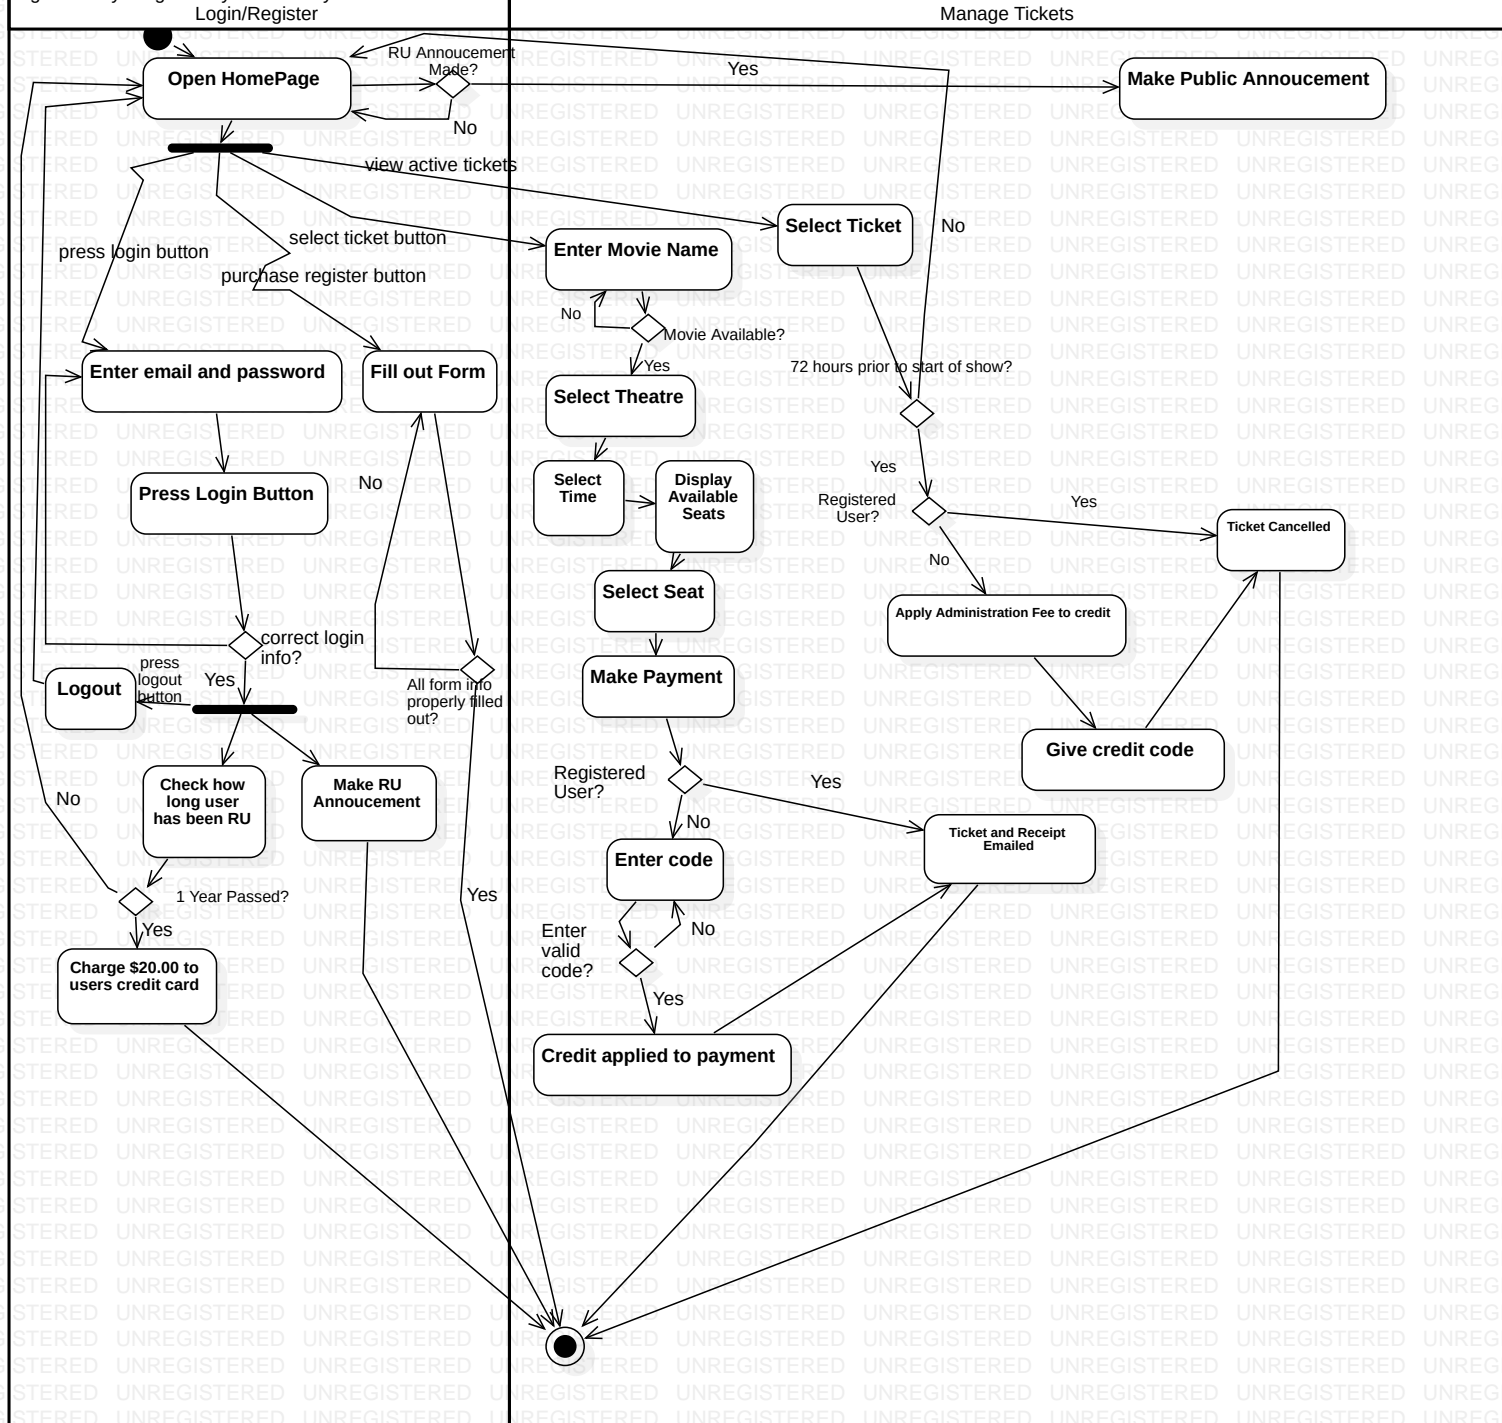 Login/Register
Manage Tickets
RU Annoucement
Made?
Yes
Open HomePage
Make Public Annoucement
No
view active tickets
Select Ticket
No
select ticket button
press login button
Enter Movie Name
purchase register button
No
Movie Available?
Yes
72 hours prior to start of show?
Enter email and password
Fill out Form
Select Theatre
Yes
No
Select
Time
Display
Available
Seats
Press Login Button
Registered
User?
Yes
Ticket Cancelled
No
Select Seat
Apply Administration Fee to credit
correct login
info?
press
logout
button
Yes
Logout
All form info
properly filled
out?
Make Payment
Give credit code
Registered
User?
Yes
Check how
long user
has been RU
Make RU
Annoucement
No
No
Ticket and Receipt
Emailed
Enter code
1 Year Passed?
Yes
Yes
Enter
valid
code?
No
Charge $20.00 to
users credit card
Yes
Credit applied to payment
UNREGISTERED